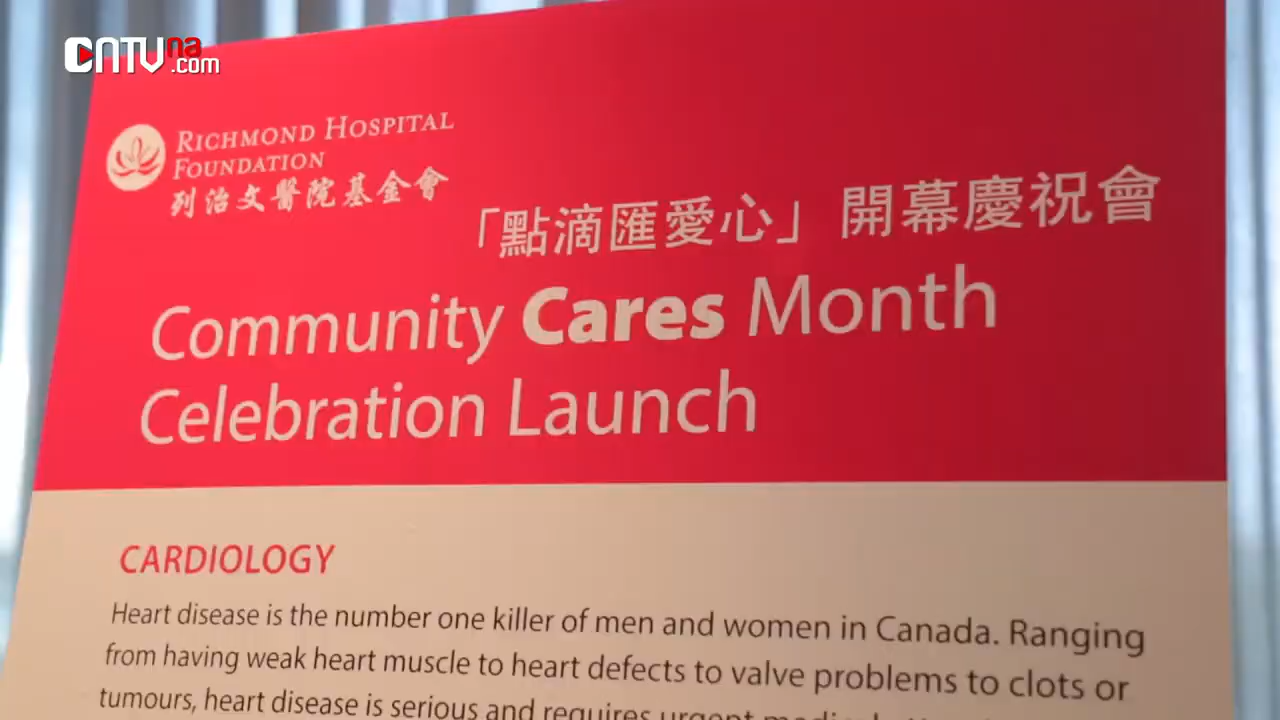 CNTVna
.com
RICHMOND HOSPITAL
FOUNDATION
列治文醫院基金會
「點滴匯愛心」開幕慶祝會
Community Cares Month
Celebration Launch
CARDIOLOGY
Heart disease is the number one killer of men and women in Canada. Ranging
from having weak heart muscle to heart defects to valve problems to clots or
tumours, heart disease is serious and requires urgent